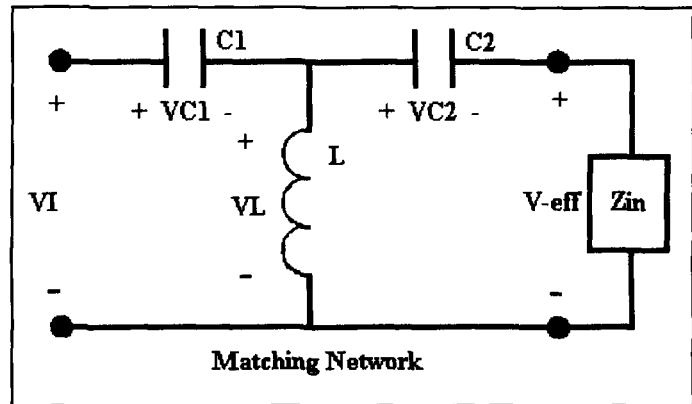 C1
C2
+
+ VC1 -
+ VC2 -
+
+
L
VI
VL
V-eff
Zin
-
-
-
Matching Network